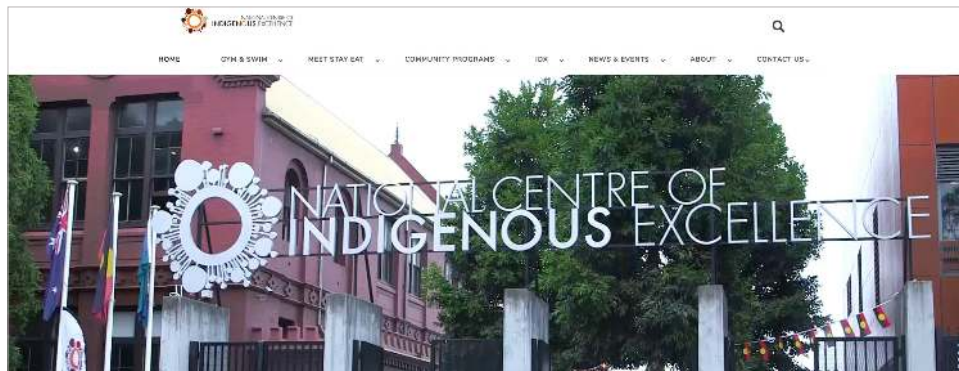 NATIONAL CENTRE OF
INDIGENOUS EXCELLENCE
HOME GYM & SWIM MEET STAY EAT COMMUNITY PROGRAMS IDX NEWS & EVENTS ABOUT CONTACT US
NATIONAL CENTRE OF
INDIGENOUS EXCELLENCE